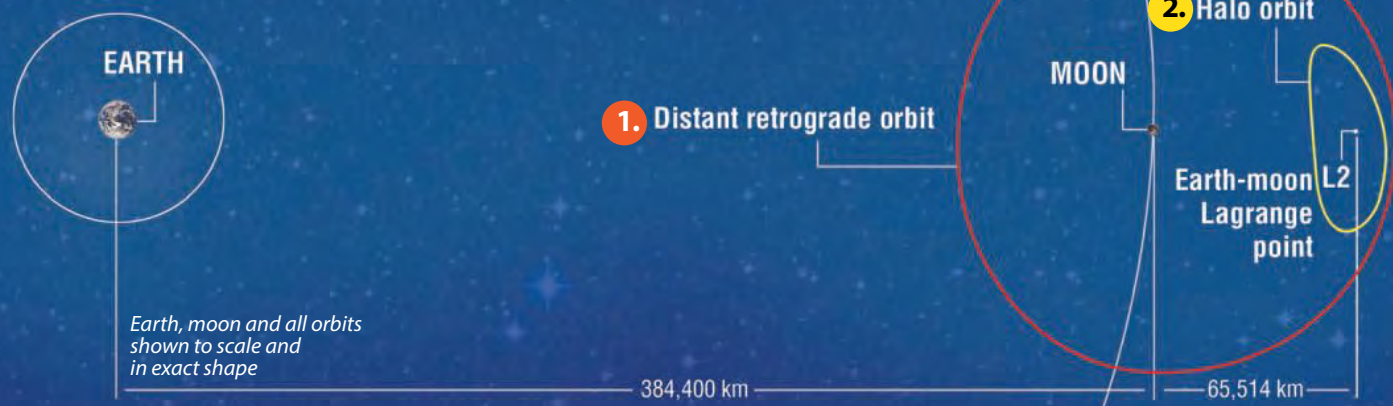 2. Halo orbit
EARTH
MOON
1. Distant retrograde orbit
Earth-moon L2
Lagrange
point
Earth, moon and all orbits
shown to scale and
in exact shape
384,400 km
65,514 km